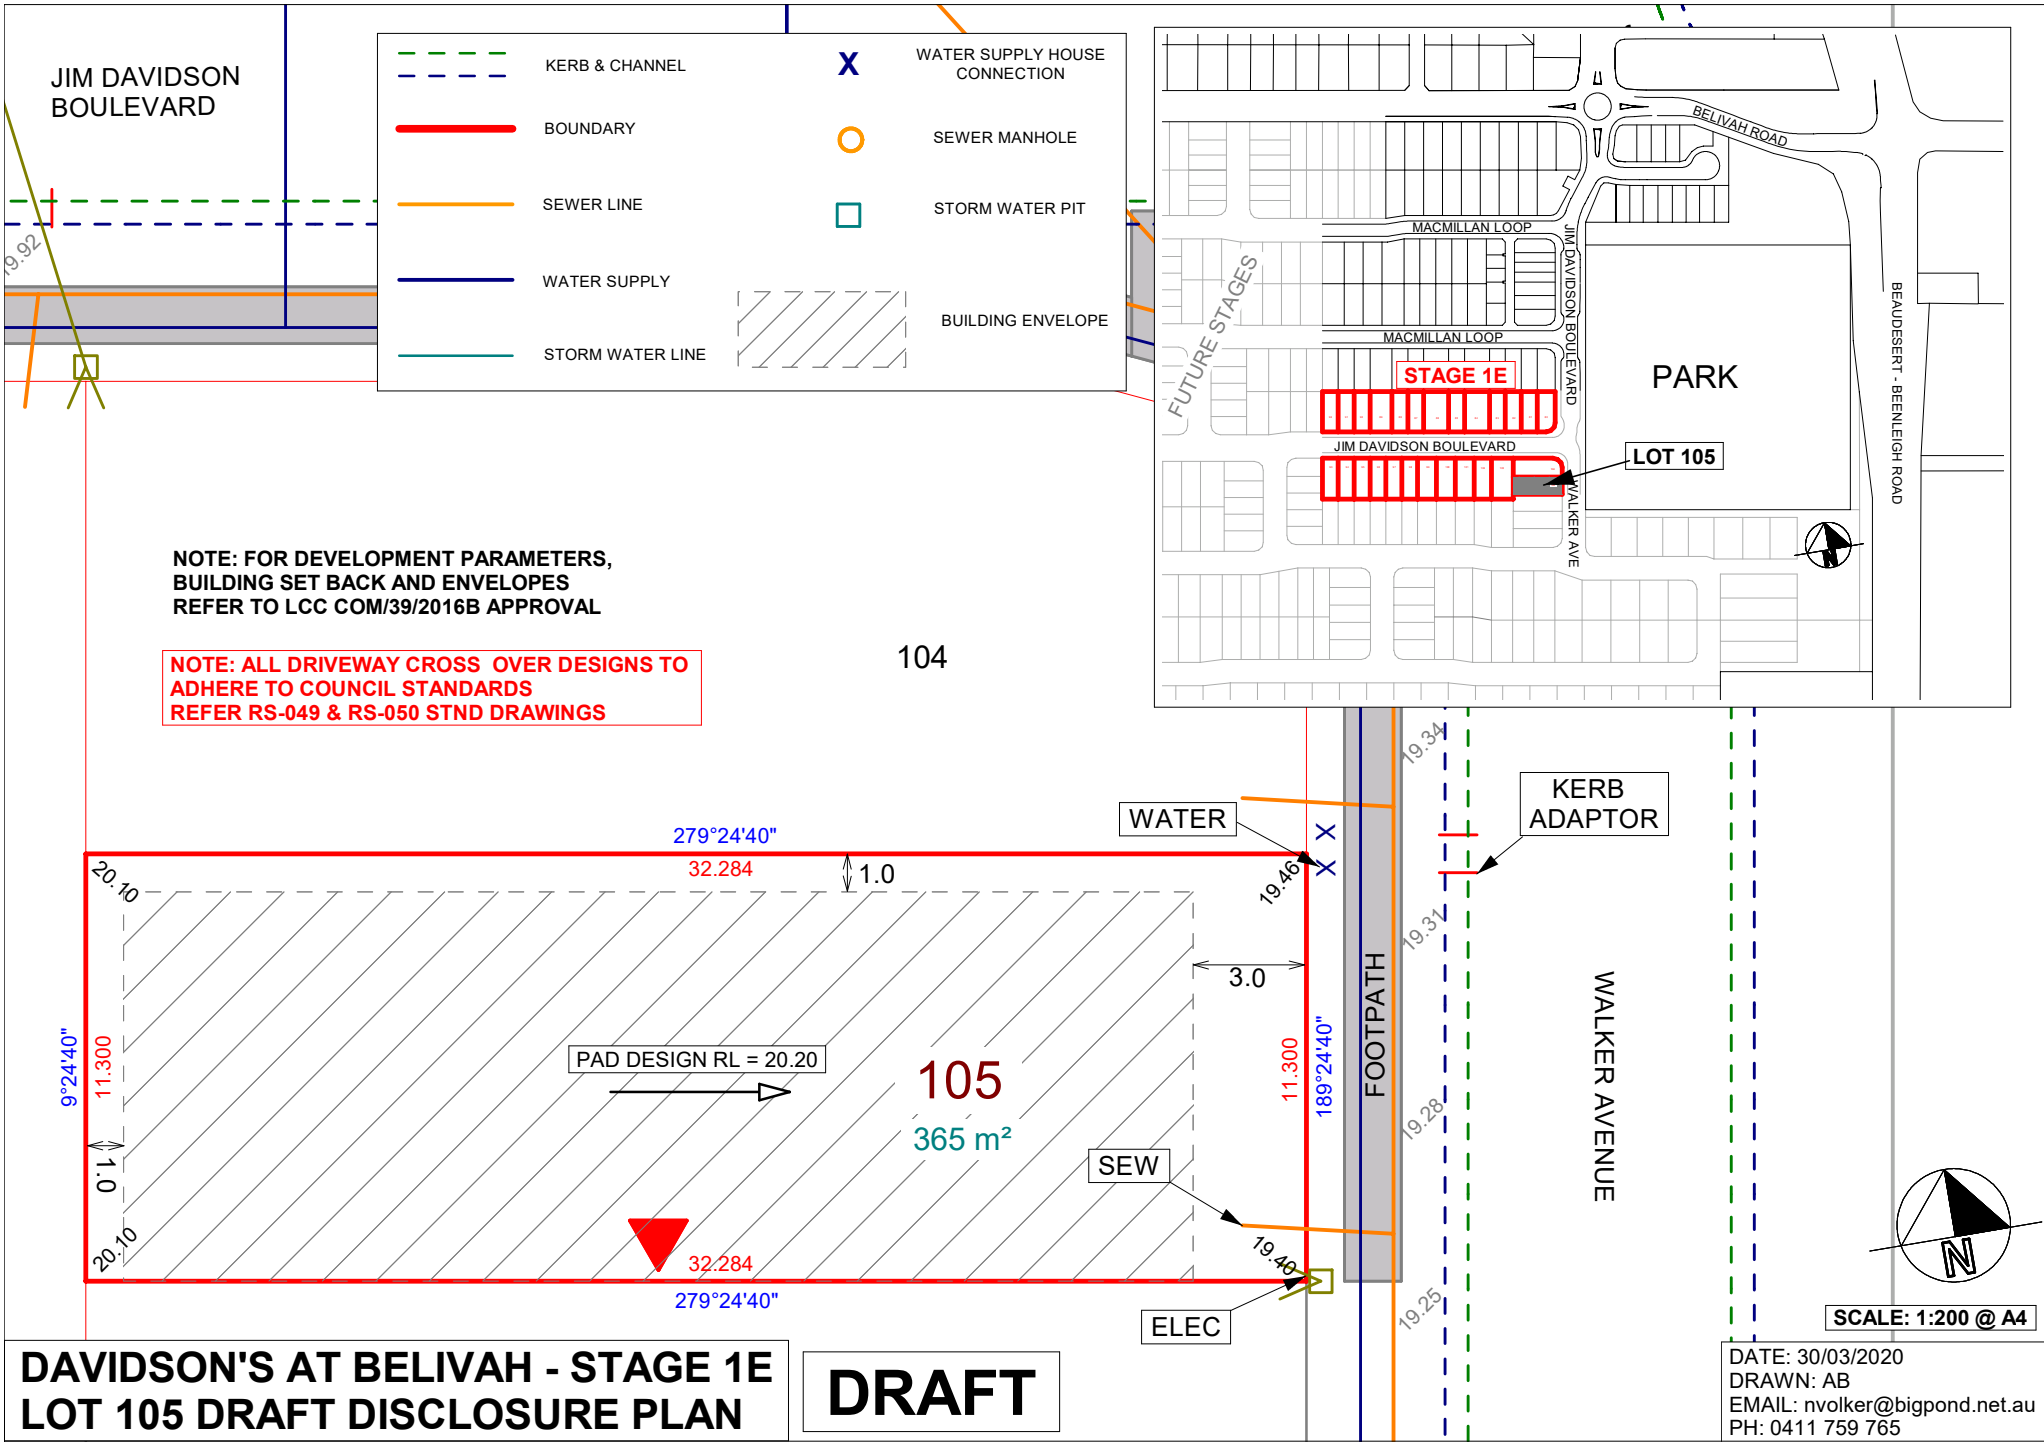 JIM DAVIDSON
BOULEVARD
19.92
KERB & CHANNEL
BOUNDARY
SEWER LINE
WATER SUPPLY
STORM WATER LINE
X
WATER SUPPLY HOUSE
CONNECTION
SEWER MANHOLE
STORM WATER PIT
BUILDING ENVELOPE
BELIVAH ROAD
MACMILLAN LOOP
JIM DAVIDSON BOULEVARD
FUTURE STAGES
MACMILLAN LOOP
STAGE 1E
PARK
BEAUDESERT - BEENLEIGH ROAD
JIM DAVIDSON BOULEVARD
LOT 105
WALKER AVE
N
NOTE: FOR DEVELOPMENT PARAMETERS,
BUILDING SET BACK AND ENVELOPES
REFER TO LCC COM/39/2016B APPROVAL
NOTE: ALL DRIVEWAY CROSS OVER DESIGNS TO
ADHERE TO COUNCIL STANDARDS
REFER RS-049 & RS-050 STND DRAWINGS
104
19.34
KERB
ADAPTOR
WATER
X
X
279°24'40"
32.284
1.0
20.10
19.46
19.31
3.0
FOOTPATH
WALKER AVENUE
9°24'40"
11.300
PAD DESIGN RL = 20.20
105
365 m²
11.300
189°24'40"
19.28
1.0
SEW
20.10
32.284
279°24'40"
19.40
ELEC
19.25
N
SCALE: 1:200 @ A4
DAVIDSON'S AT BELIVAH - STAGE 1E
LOT 105 DRAFT DISCLOSURE PLAN
DRAFT
DATE: 30/03/2020
DRAWN: AB
EMAIL: nvolker@bigpond.net.au
PH: 0411 759 765